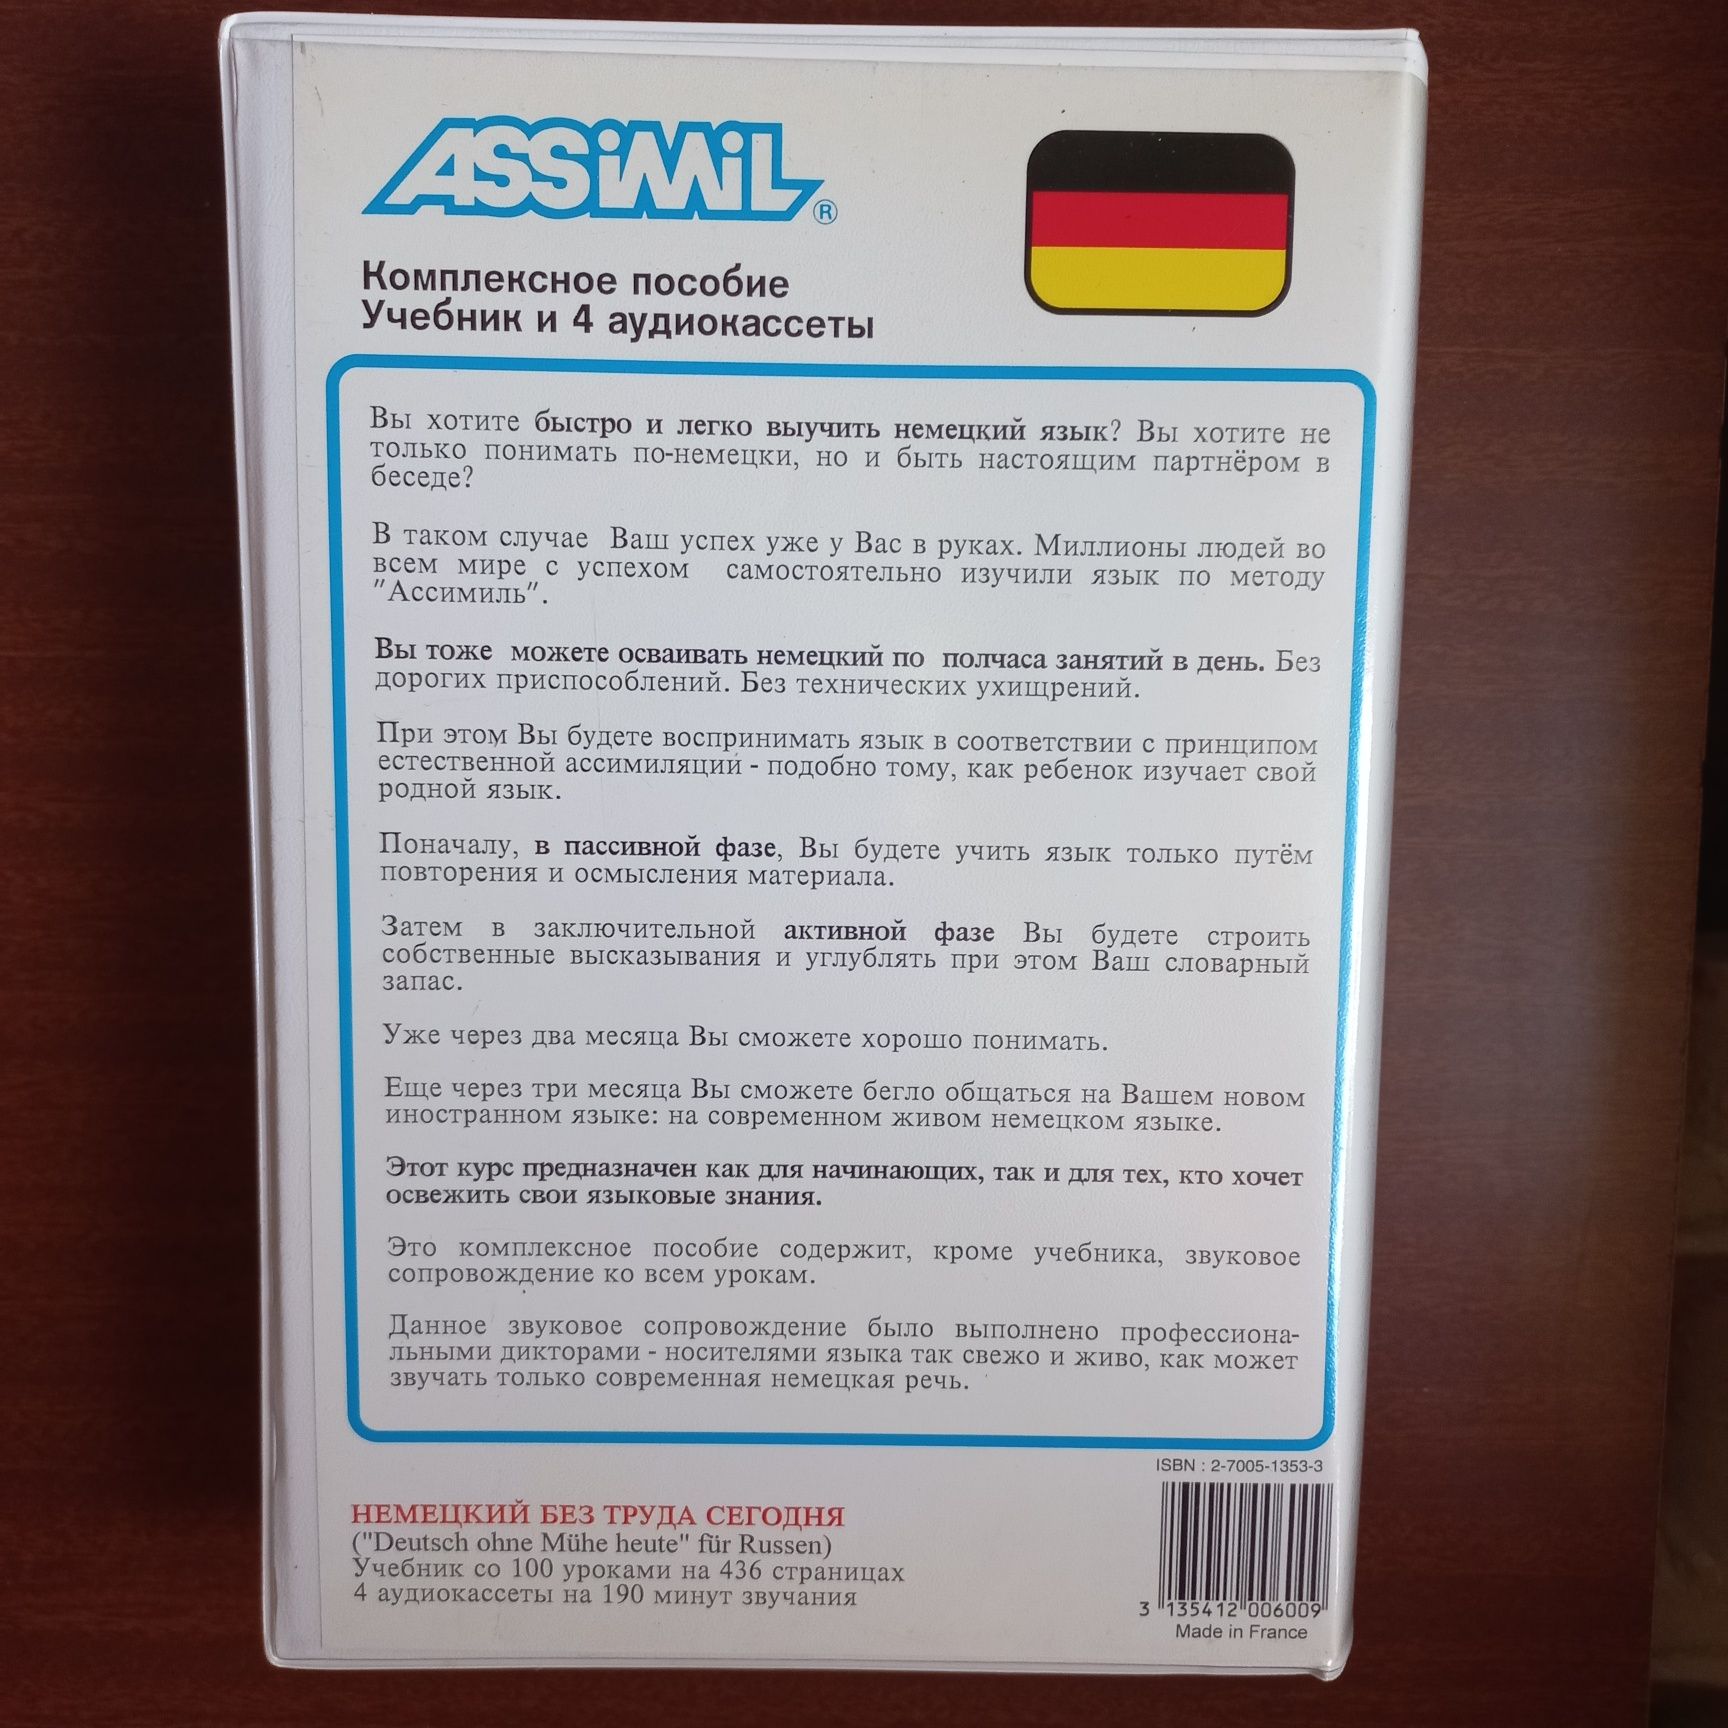 ASSiMiL®
Комплексное пособие
Учебник и 4 аудиокассеты
Вы хотите быстро и легко выучить немецкий язык? Вы хотите не
только понимать по-немецки, но и быть настоящим партнёром в
беседе?
В таком случае Ваш успех уже у Вас в руках. Миллионы людей во
всем мире с успехом самостоятельно изучили язык по методу
"Ассимиль".
Вы тоже можете осваивать немецкий по полчаса занятий в день. Без
дорогих приспособлений. Без технических ухищрений.
При этом Вы будете воспринимать язык в соответствии с принципом
естественной ассимиляций - подобно тому, как ребенок изучает свой
родной язык.
Поначалу, в пассивной фазе, Вы будете учить язык только путём
повторения и осмысления материала.
Затем в заключительной активной фазе Вы будете строить
собственные высказывания и углублять при этом Ваш словарный
запас.
Уже через два месяца Вы сможете хорошо понимать.
Еще через три месяца Вы сможете бегло общаться на Вашем новом
иностранном языке: на современном живом немецком языке.
Этот курс предназначен как для начинающих, так и для тех, кто хочет
освежить свои языковые знания.
Это комплексное пособие содержит, кроме учебника, звуковое
сопровождение ко всем урокам.
Данное звуковое сопровождение было выполнено профессиона-
льными дикторами - носителями языка так свежо и живо, как может
звучать только современная немецкая речь.
ISBN : 2-7005-1353-3
НЕМЕЦКИЙ БЕЗ ТРУДА СЕГОДНЯ
("Deutsch ohne Mühe heute" für Russen)
Учебник со 100 уроками на 436 страницах
4 аудиокассеты на 190 минут звучания
3 135412 006009
Made in France